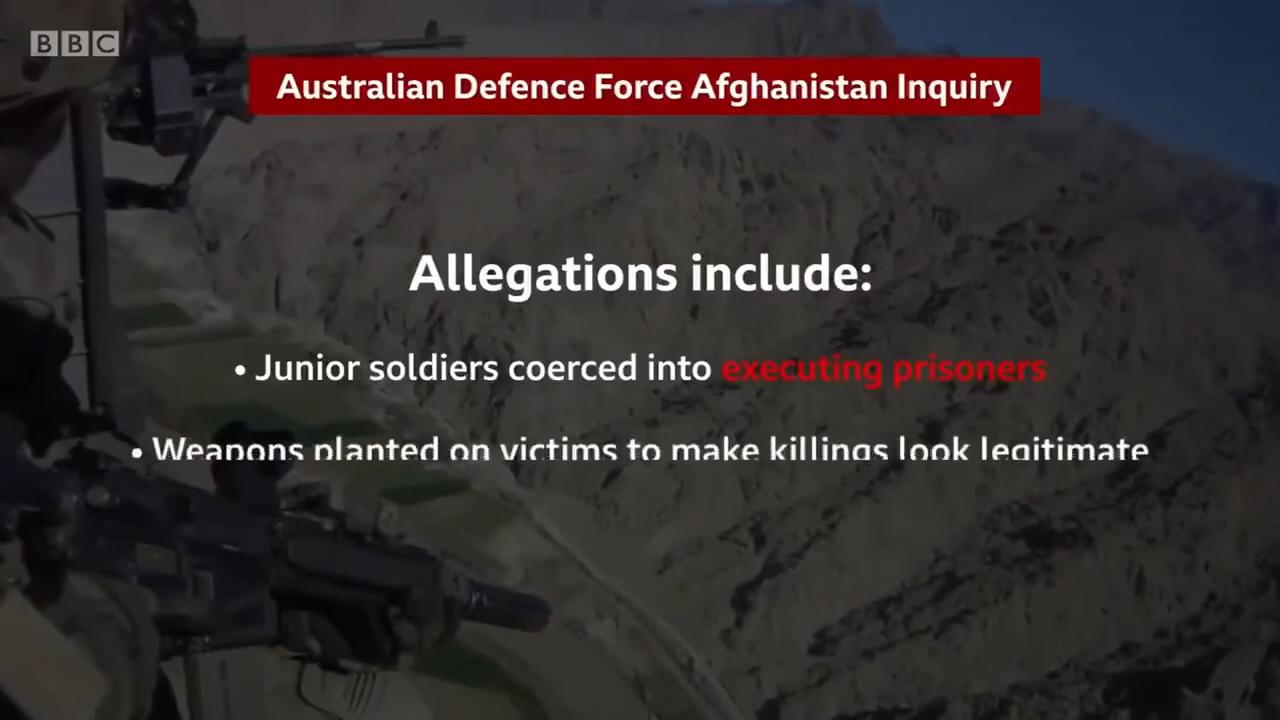 BBC
Australian Defence Force Afghanistan Inquiry
Allegations include:
• Junior soldiers coerced into executing prisoners
• Weapons planted on victims to make killings look legitimate